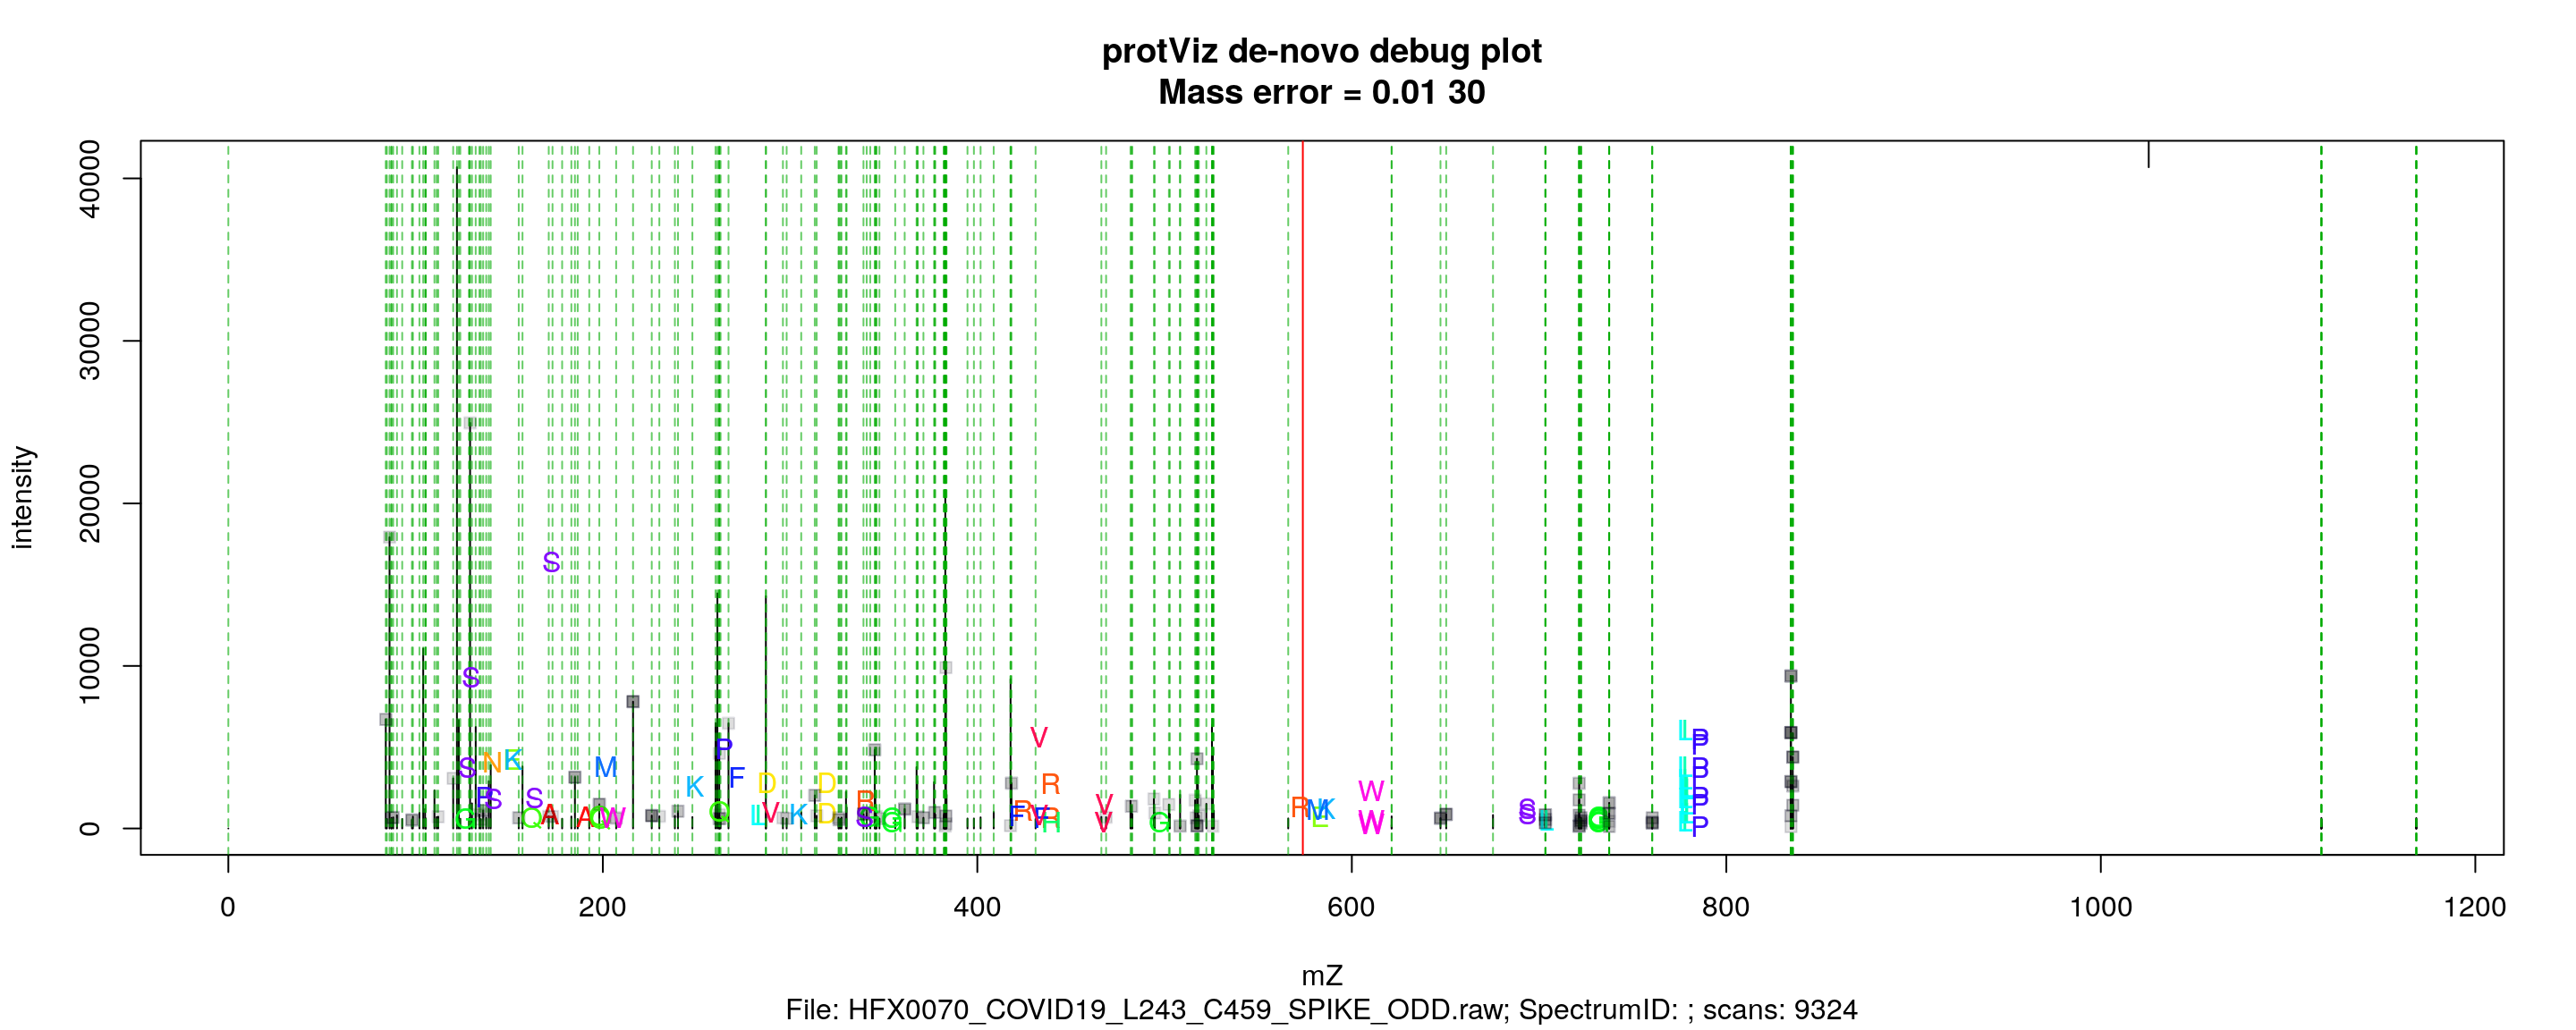 protViz de-novo debug plot
Mass error = 0.01 30
intensity
40000
30000
20000
10000
0
0 200 400 600 800 1000 1200
mZ
File: HFX0070_COVID19_L243_C459_SPIKE_ODD.raw; SpectrumID: ; scans: 9324